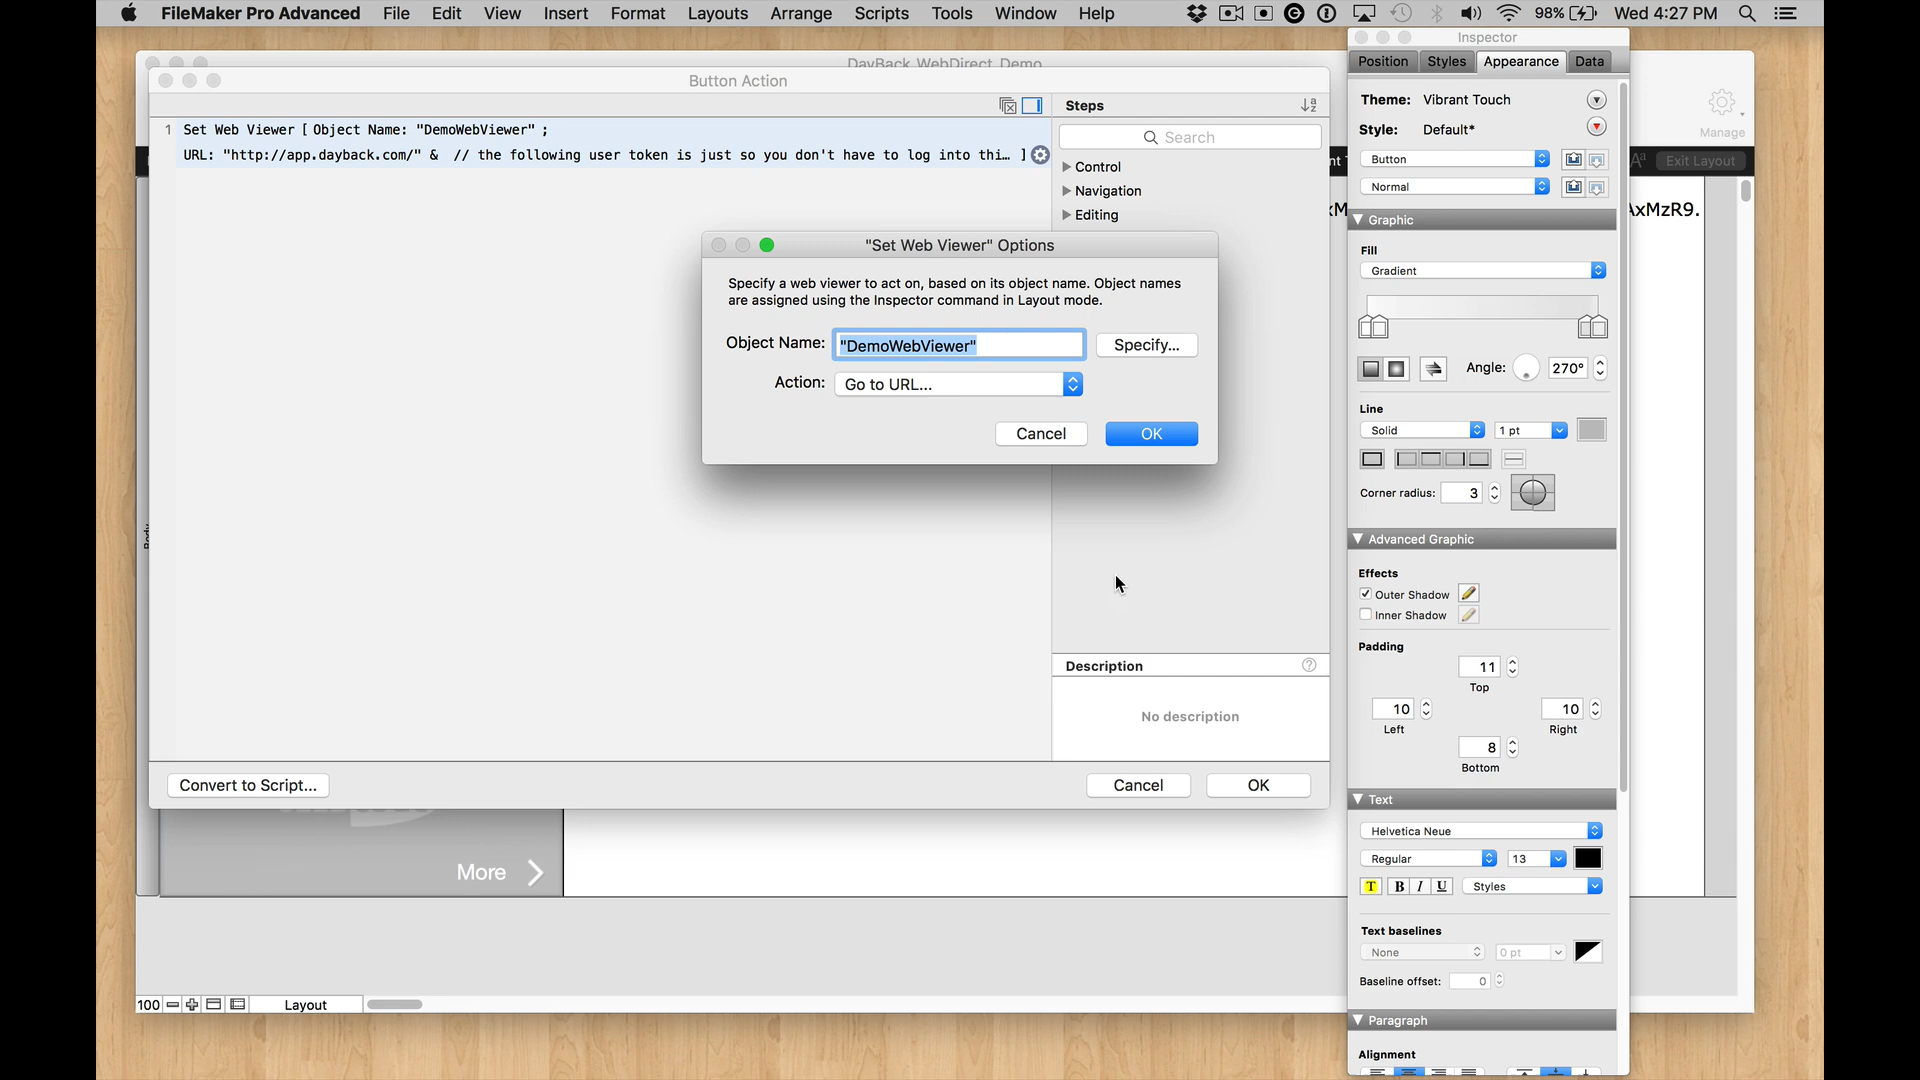 FileMaker Pro Advanced File Edit View Insert Format Layouts Arrange Scripts Tools Window Help 98% Wed 4:27 PM
DayBack WebDirect Demo
Inspector
Button Action
Position Styles Appearance Data
Steps
1 Set Web Viewer [ Object Name: "DemoWebViewer" ;
URL: "http://app.dayback.com/" & // the following user token is just so you don't have to log into thi… ]
Search
Control
Navigation
Editing
"Set Web Viewer" Options
Specify a web viewer to act on, based on its object name. Object names
are assigned using the Inspector command in Layout mode.
Object Name: "DemoWebViewer" Specify...
Action: Go to URL...
Cancel OK
Description
No description
Convert to Script... Cancel OK
More
100 Layout
Theme: Vibrant Touch
Style: Default*
Button
Normal
Graphic
Fill
Gradient
Angle: 270°
Line
Solid 1 pt
Corner radius: 3
Advanced Graphic
Effects
Outer Shadow
Inner Shadow
Padding
11
Top
10 10
Left Right
8
Bottom
Text
Helvetica Neue
Regular 13
T B I U Styles
Text baselines
None 0 pt
Baseline offset: 0
Paragraph
Alignment
Manage
Exit Layout
AxMzR9.